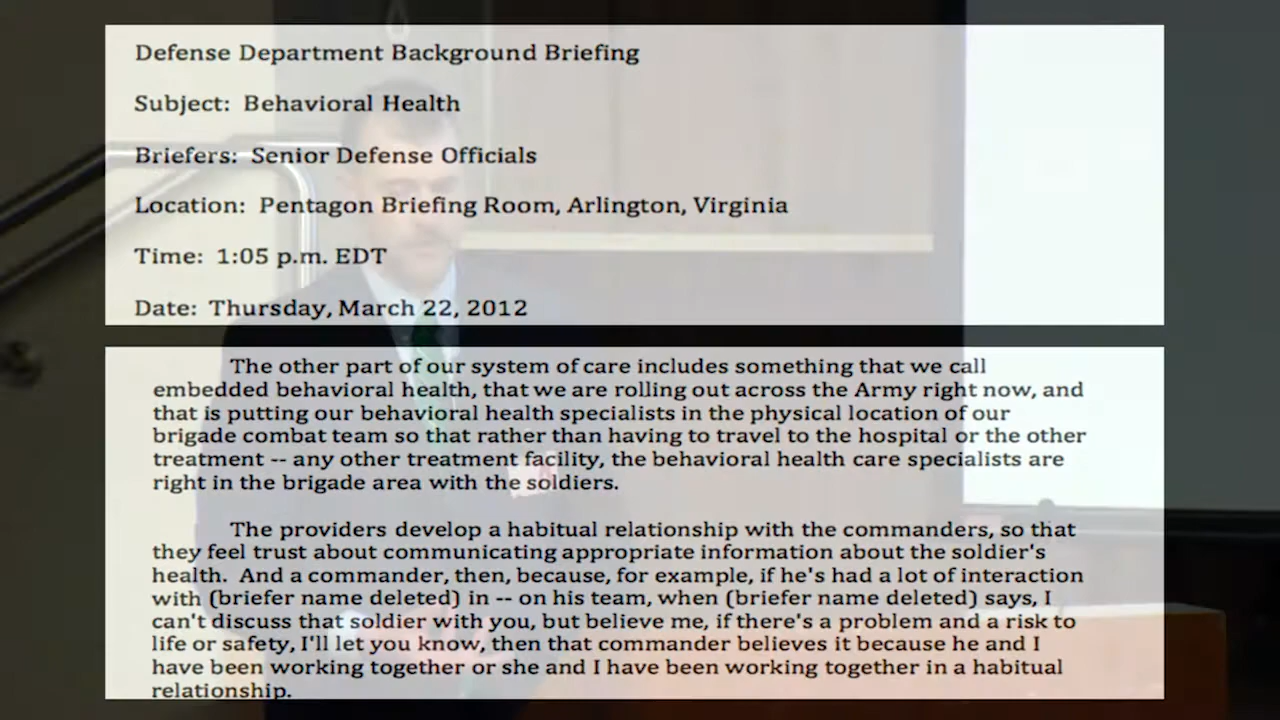 Defense Department Background Briefing
Subject:  Behavioral Health
Briefers:  Senior Defense Officials
Location:  Pentagon Briefing Room, Arlington, Virginia
Time:  1:05 p.m. EDT
Date:  Thursday, March 22, 2012
The other part of our system of care includes something that we call
embedded behavioral health, that we are rolling out across the Army right now, and
that is putting our behavioral health specialists in the physical location of our
brigade combat team so that rather than having to travel to the hospital or the other
treatment -- any other treatment facility, the behavioral health care specialists are
right in the brigade area with the soldiers.
The providers develop a habitual relationship with the commanders, so that
they feel trust about communicating appropriate information about the soldier's
health.  And a commander, then, because, for example, if he's had a lot of interaction
with (briefer name deleted) in -- on his team, when (briefer name deleted) says, I
can't discuss that soldier with you, but believe me, if there's a problem and a risk to
life or safety, I'll let you know, then that commander believes it because he and I
have been working together or she and I have been working together in a habitual
relationship.